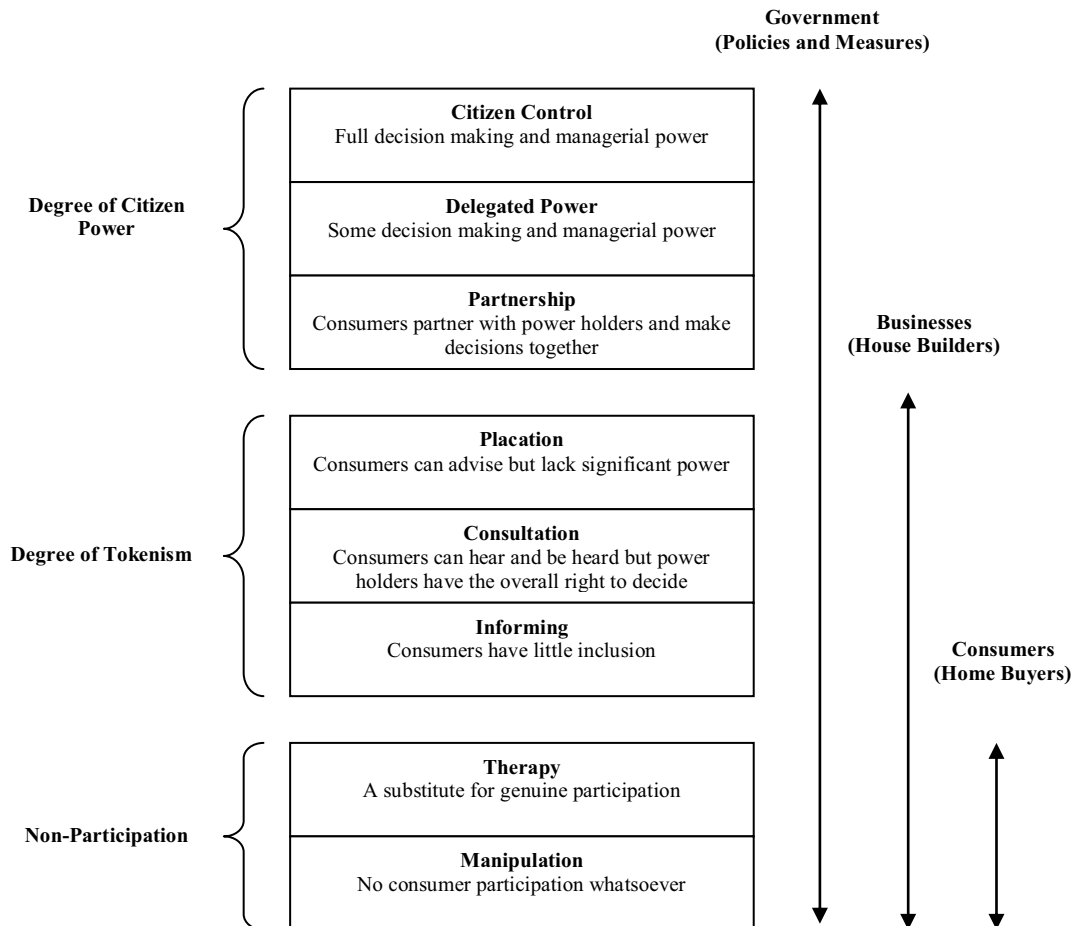 Government
(Policies and Measures)
Citizen Control
Full decision making and managerial power
Degree of Citizen
Power
Delegated Power
Some decision making and managerial power
Partnership
Consumers partner with power holders and make
decisions together
Businesses
(House Builders)
Placation
Consumers can advise but lack significant power
Degree of Tokenism
Consultation
Consumers can hear and be heard but power
holders have the overall right to decide
Informing
Consumers have little inclusion
Consumers
(Home Buyers)
Therapy
A substitute for genuine participation
Non-Participation
Manipulation
No consumer participation whatsoever